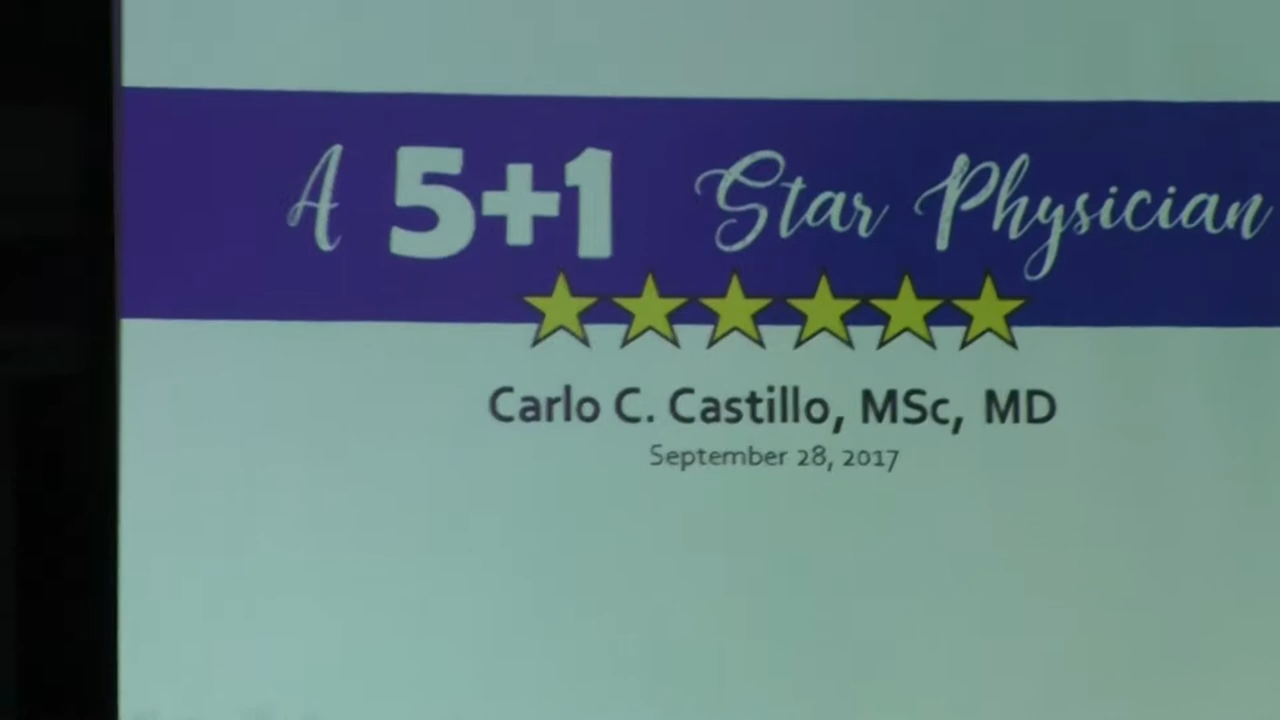 A 5+1 Star Physician
Carlo C. Castillo, MSc, MD
September 28, 2017